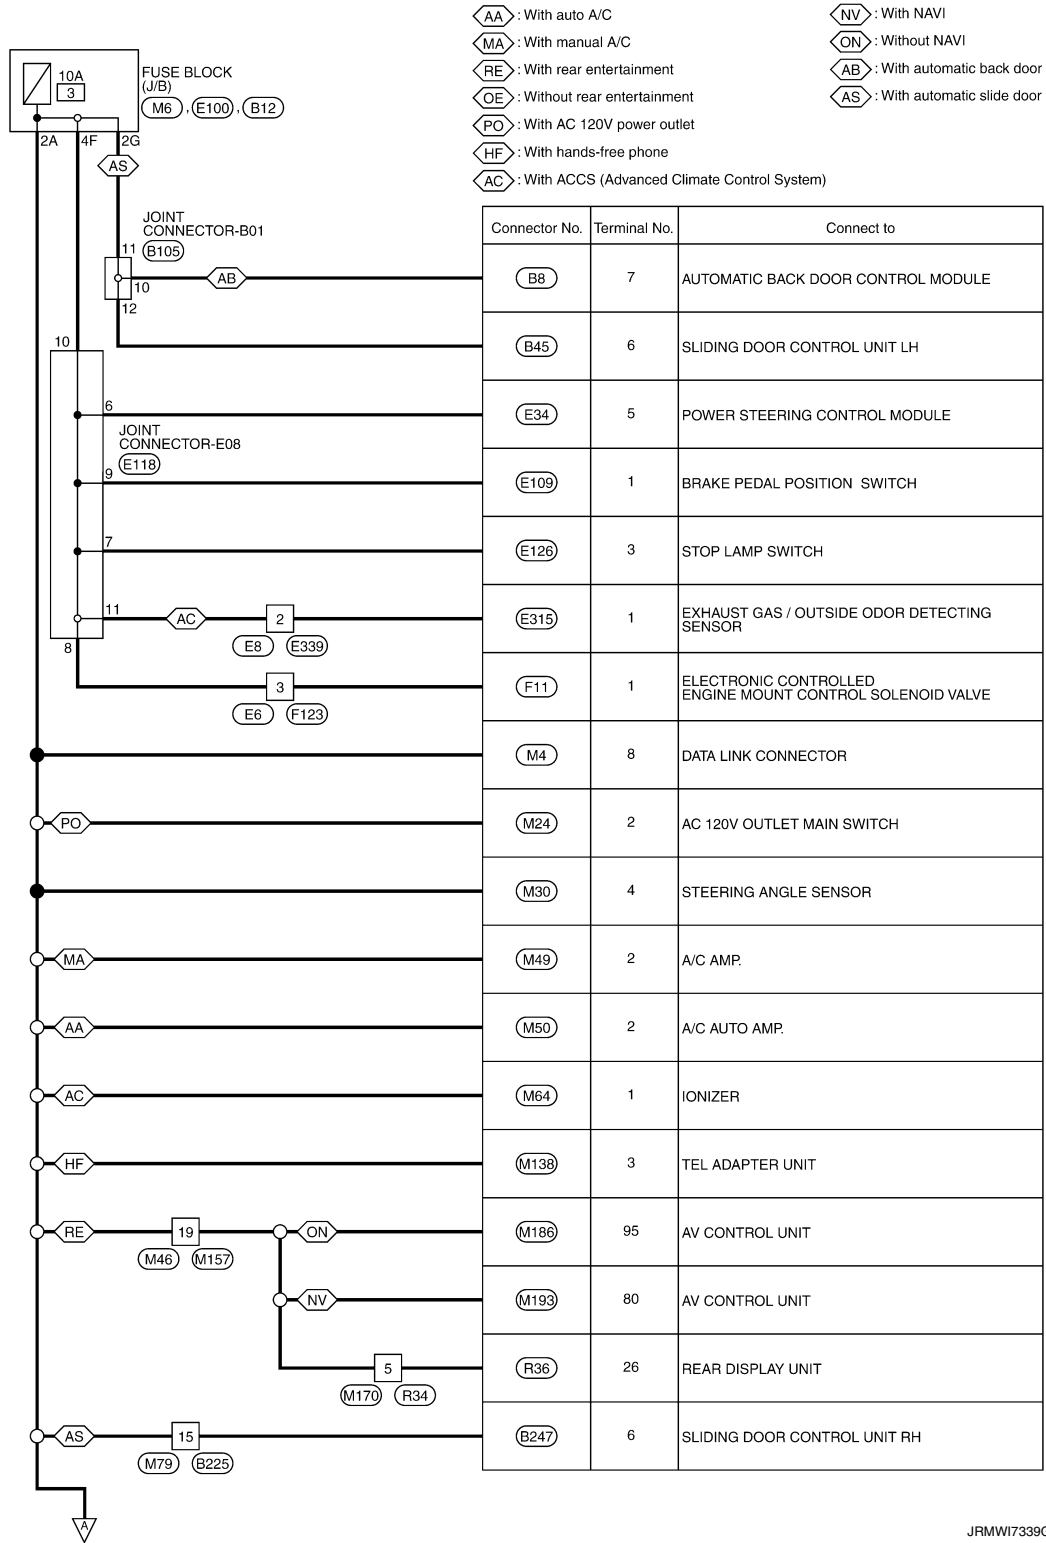 AA : With auto A/C
MA : With manual A/C
RE : With rear entertainment
OE : Without rear entertainment
PO : With AC 120V power outlet
HF : With hands-free phone
AC : With ACCS (Advanced Climate Control System)
NV : With NAVI
ON : Without NAVI
AB : With automatic back door
AS : With automatic slide door
10A
3
FUSE BLOCK
(J/B)
M6 , E100 , B12
2A 4F 2G
AS
JOINT
CONNECTOR-B01
B105
11
10
12
AB
10
6
JOINT
CONNECTOR-E08
E118
9
7
11
AC 2
E8 E339
8
3
E6 F123
PO
MA
AA
AC
HF
RE 19 ON
M46 M157
NV
5
M170 R34
AS 15
M79 B225
A
Connector No. Terminal No. Connect to
B8 7 AUTOMATIC BACK DOOR CONTROL MODULE
B45 6 SLIDING DOOR CONTROL UNIT LH
E34 5 POWER STEERING CONTROL MODULE
E109 1 BRAKE PEDAL POSITION SWITCH
E126 3 STOP LAMP SWITCH
E315 1 EXHAUST GAS / OUTSIDE ODOR DETECTING
SENSOR
F11 1 ELECTRONIC CONTROLLED
ENGINE MOUNT CONTROL SOLENOID VALVE
M4 8 DATA LINK CONNECTOR
M24 2 AC 120V OUTLET MAIN SWITCH
M30 4 STEERING ANGLE SENSOR
M49 2 A/C AMP.
M50 2 A/C AUTO AMP.
M64 1 IONIZER
M138 3 TEL ADAPTER UNIT
M186 95 AV CONTROL UNIT
M193 80 AV CONTROL UNIT
R36 26 REAR DISPLAY UNIT
B247 6 SLIDING DOOR CONTROL UNIT RH